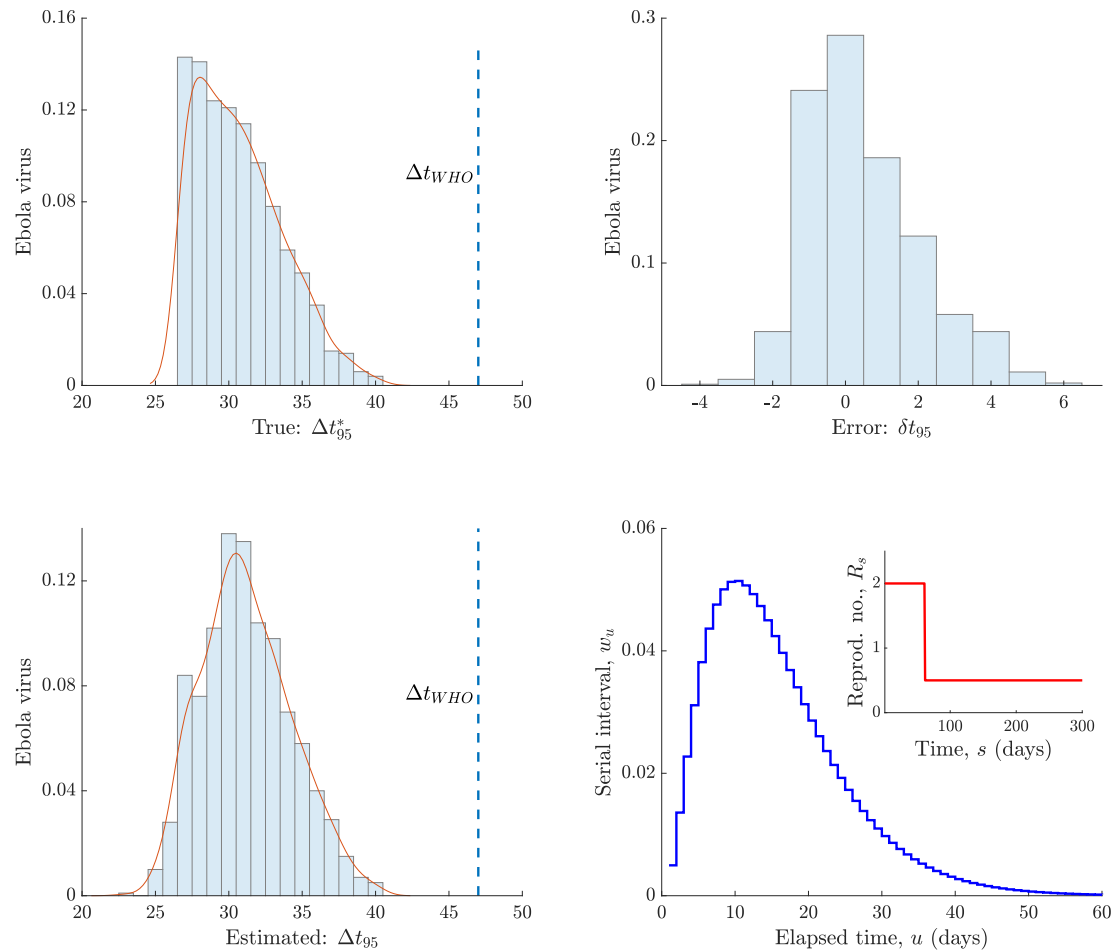 0.16
0.12
0.08
0.04
0
Ebola virus
Δt_WHO
20 25 30 35 40 45 50
True: Δt*_95
0.3
0.2
0.1
0
Ebola virus
-4 -2 0 2 4 6
Error: δt_95
0.12
0.08
0.04
0
Ebola virus
Δt_WHO
20 25 30 35 40 45 50
Estimated: Δt_95
0.06
0.04
0.02
0
Serial interval, w_u
0 10 20 30 40 50 60
Elapsed time, u (days)
2
1
0
Reprod. no., R_s
100 200 300
Time, s (days)